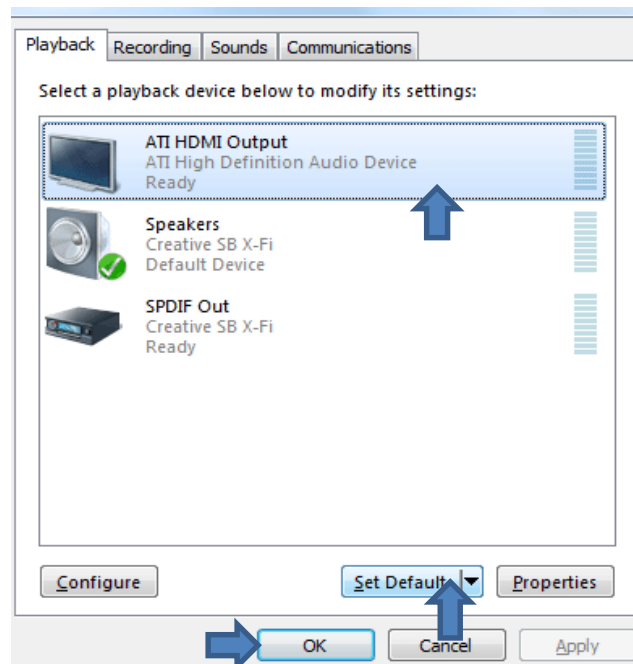 Playback Recording Sounds Communications
Select a playback device below to modify its settings:
ATI HDMI Output
ATI High Definition Audio Device
Ready
Speakers
Creative SB X-Fi
Default Device
SPDIF Out
Creative SB X-Fi
Ready
Configure Set Default Properties
OK Cancel Apply